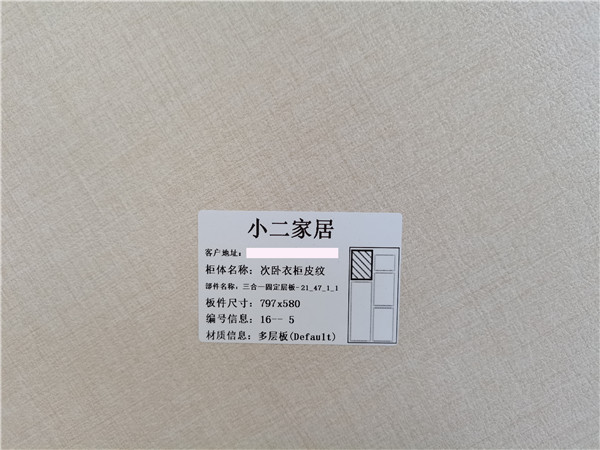 小二家居
客户地址:
柜体名称: 次卧衣柜皮纹
部件名称: 三合一固定层板-21_47_1_1
板件尺寸: 797x580
编号信息: 16-- 5
材质信息: 多层板(Default)